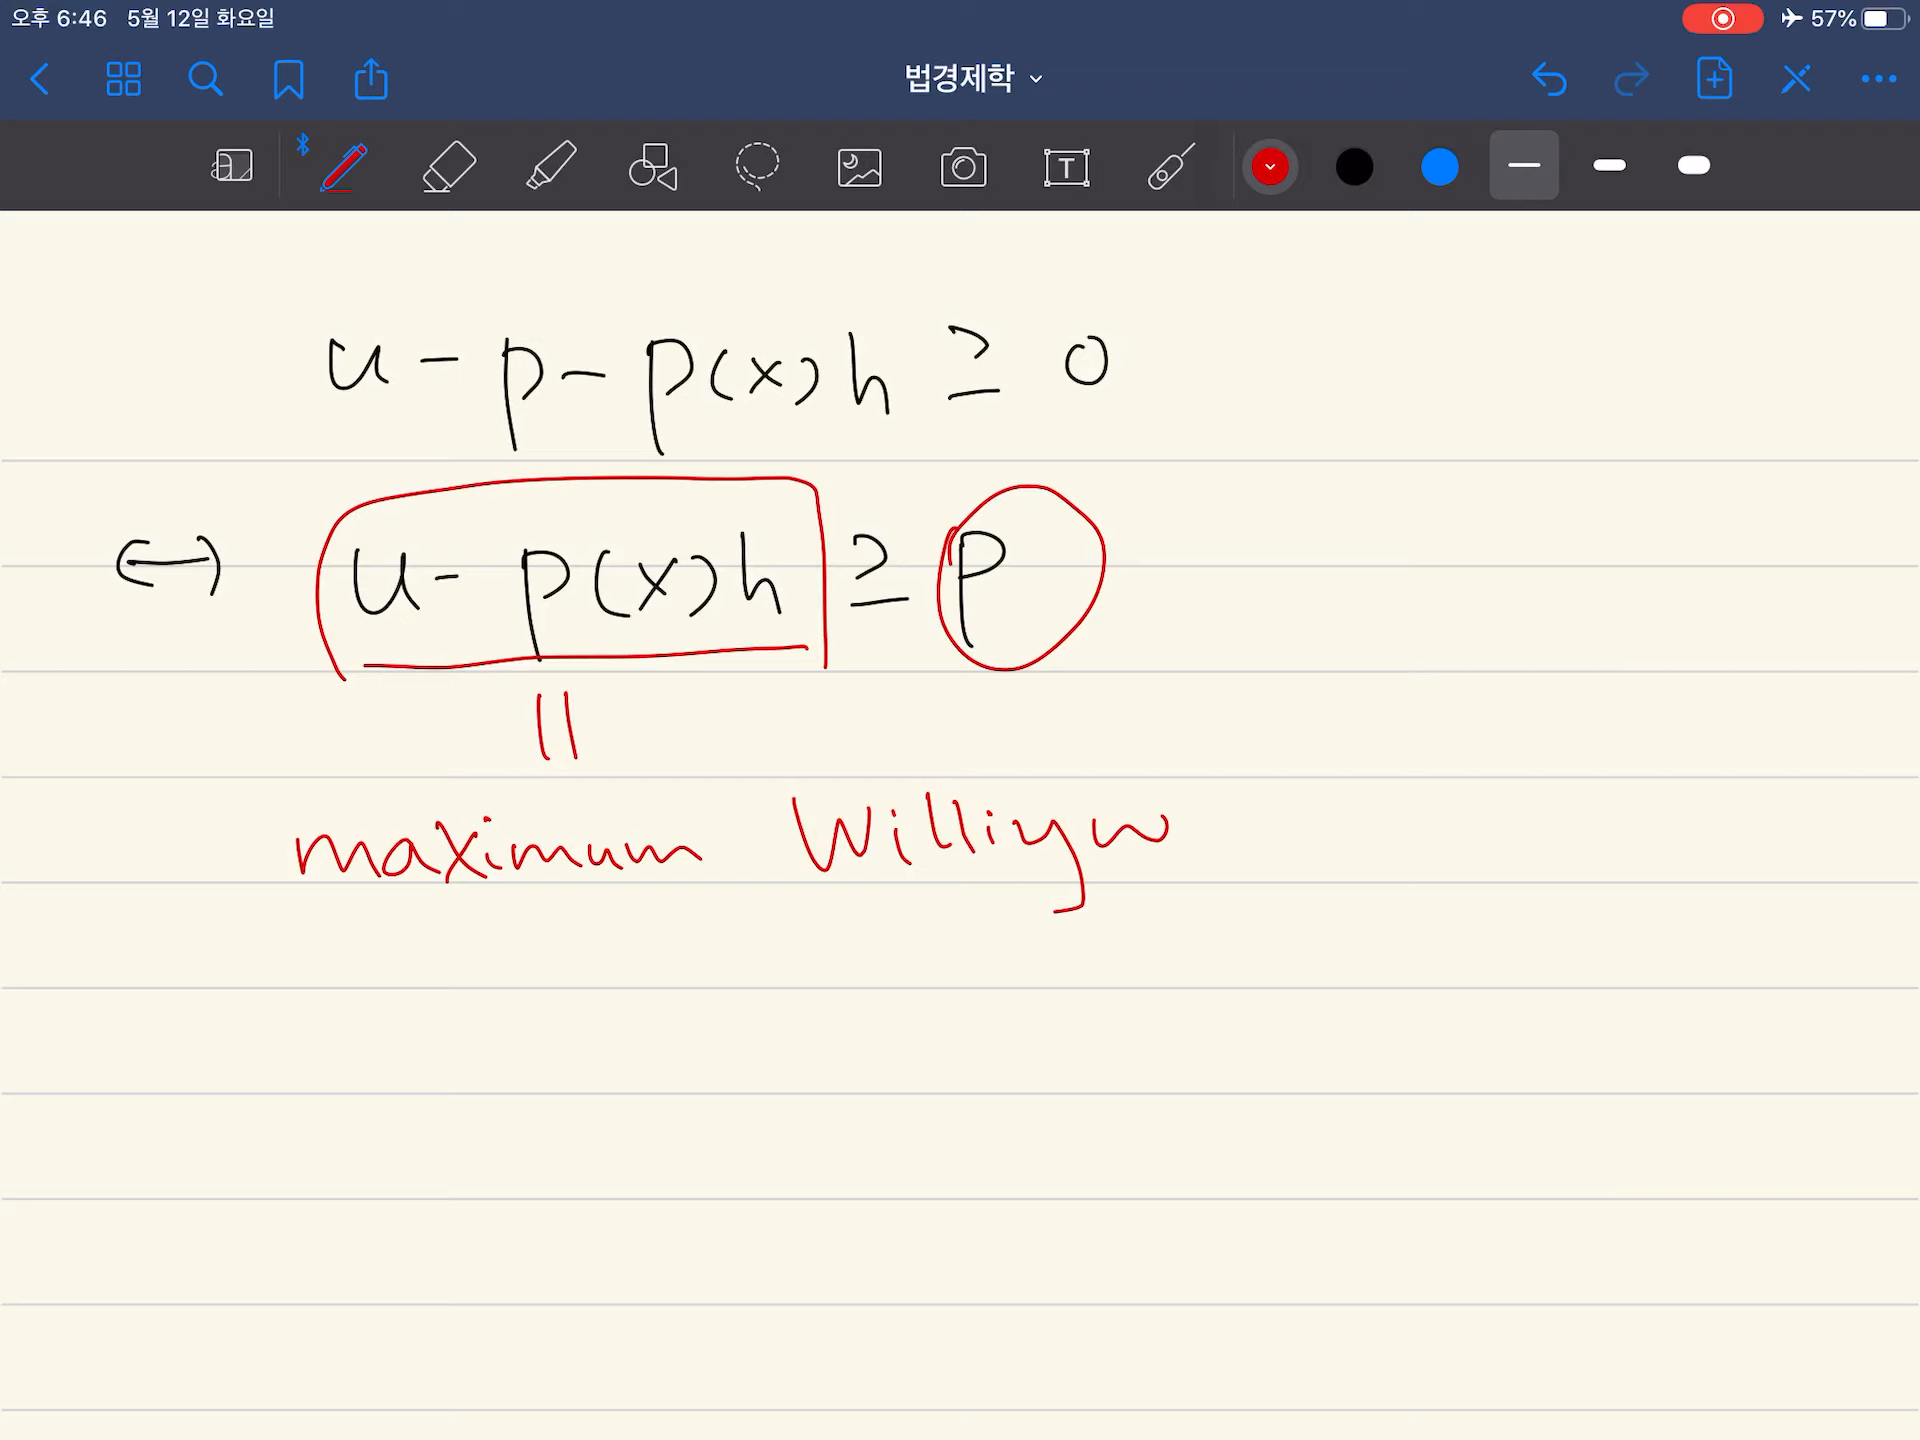 오후 6:46 5월 12일 화요일
57%
법경제학
T
u - p - p(x)h ≥ 0
↔ u - p(x)h ≥ p
||
maximum